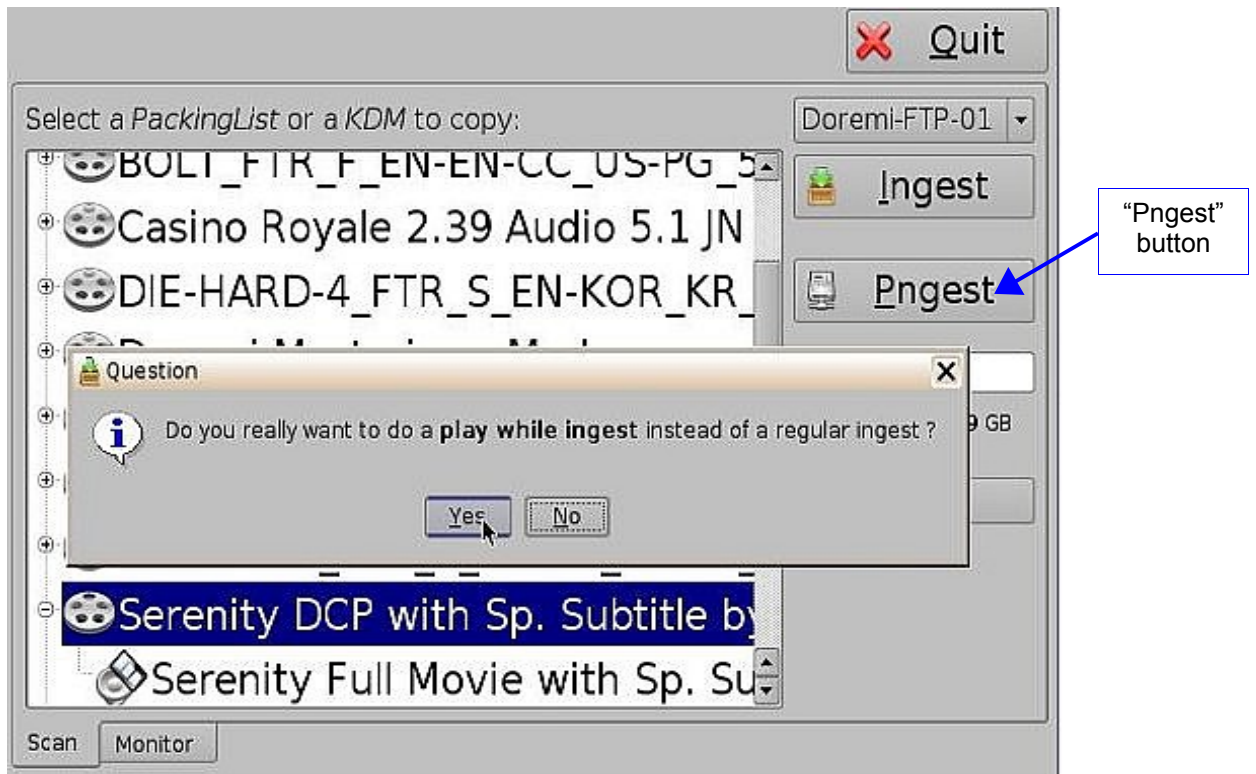 Quit
Select a PackingList or a KDM to copy:
Doremi-FTP-01
BOLT_FTR_F_EN-EN-CC_US-PG_5
Ingest
Casino Royale 2.39 Audio 5.1 JN
“Pngest”
button
DIE-HARD-4_FTR_S_EN-KOR_KR_
Pngest
Question
Do you really want to do a play while ingest instead of a regular ingest ?
GB
Yes
No
Serenity DCP with Sp. Subtitle by
Serenity Full Movie with Sp. Su
Scan
Monitor